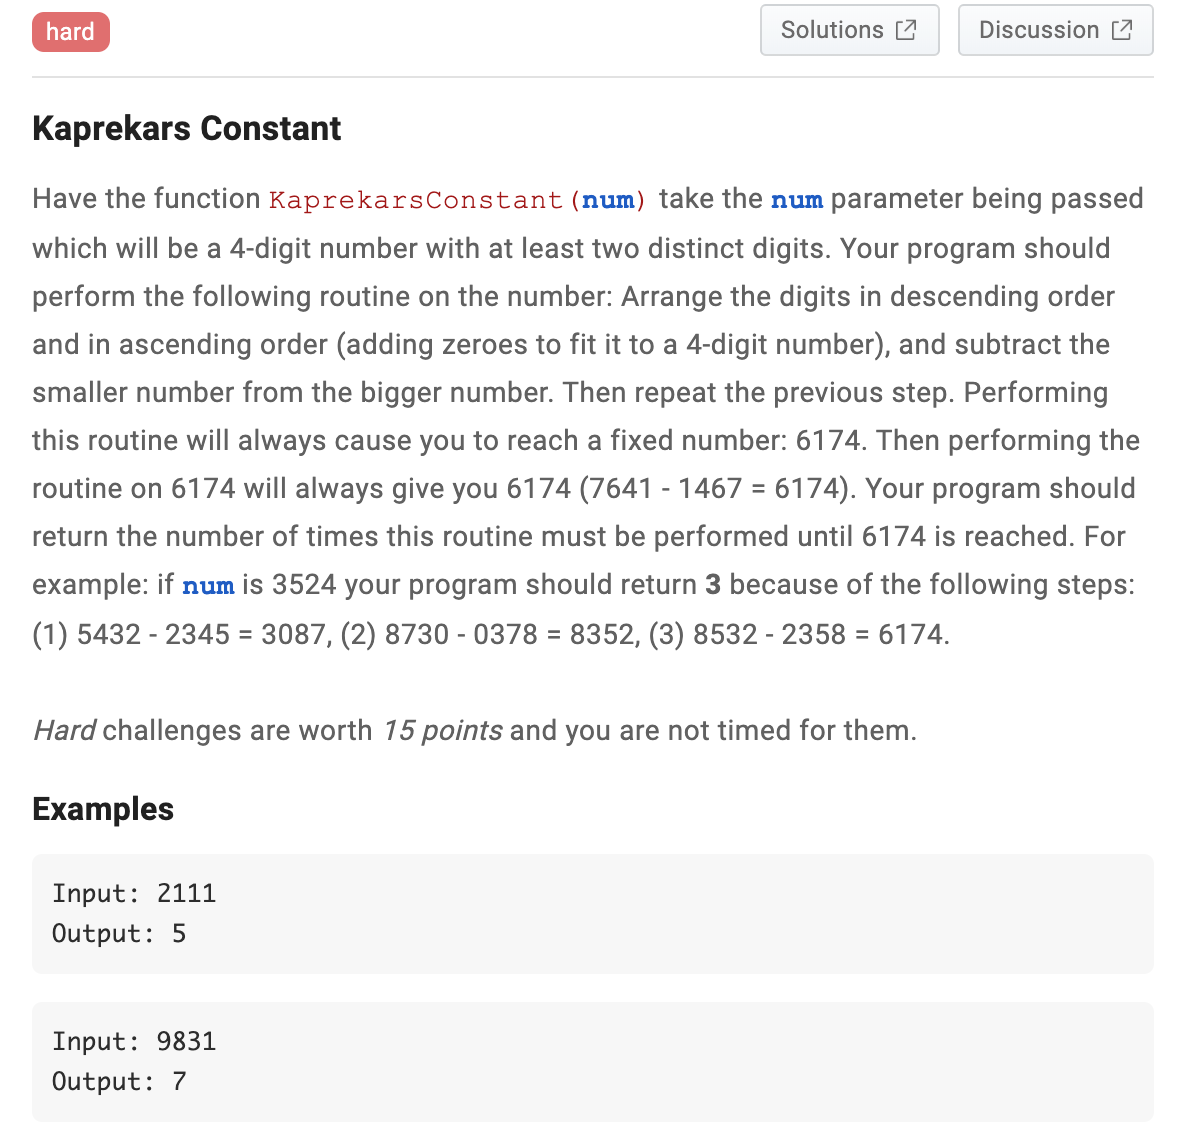 hard
Solutions
Discussion
Kaprekars Constant
Have the function KaprekarsConstant(num) take the num parameter being passed
which will be a 4-digit number with at least two distinct digits. Your program should
perform the following routine on the number: Arrange the digits in descending order
and in ascending order (adding zeroes to fit it to a 4-digit number), and subtract the
smaller number from the bigger number. Then repeat the previous step. Performing
this routine will always cause you to reach a fixed number: 6174. Then performing the
routine on 6174 will always give you 6174 (7641 - 1467 = 6174). Your program should
return the number of times this routine must be performed until 6174 is reached. For
example: if num is 3524 your program should return 3 because of the following steps:
(1) 5432 - 2345 = 3087, (2) 8730 - 0378 = 8352, (3) 8532 - 2358 = 6174.
Hard challenges are worth 15 points and you are not timed for them.
Examples
Input: 2111
Output: 5
Input: 9831
Output: 7